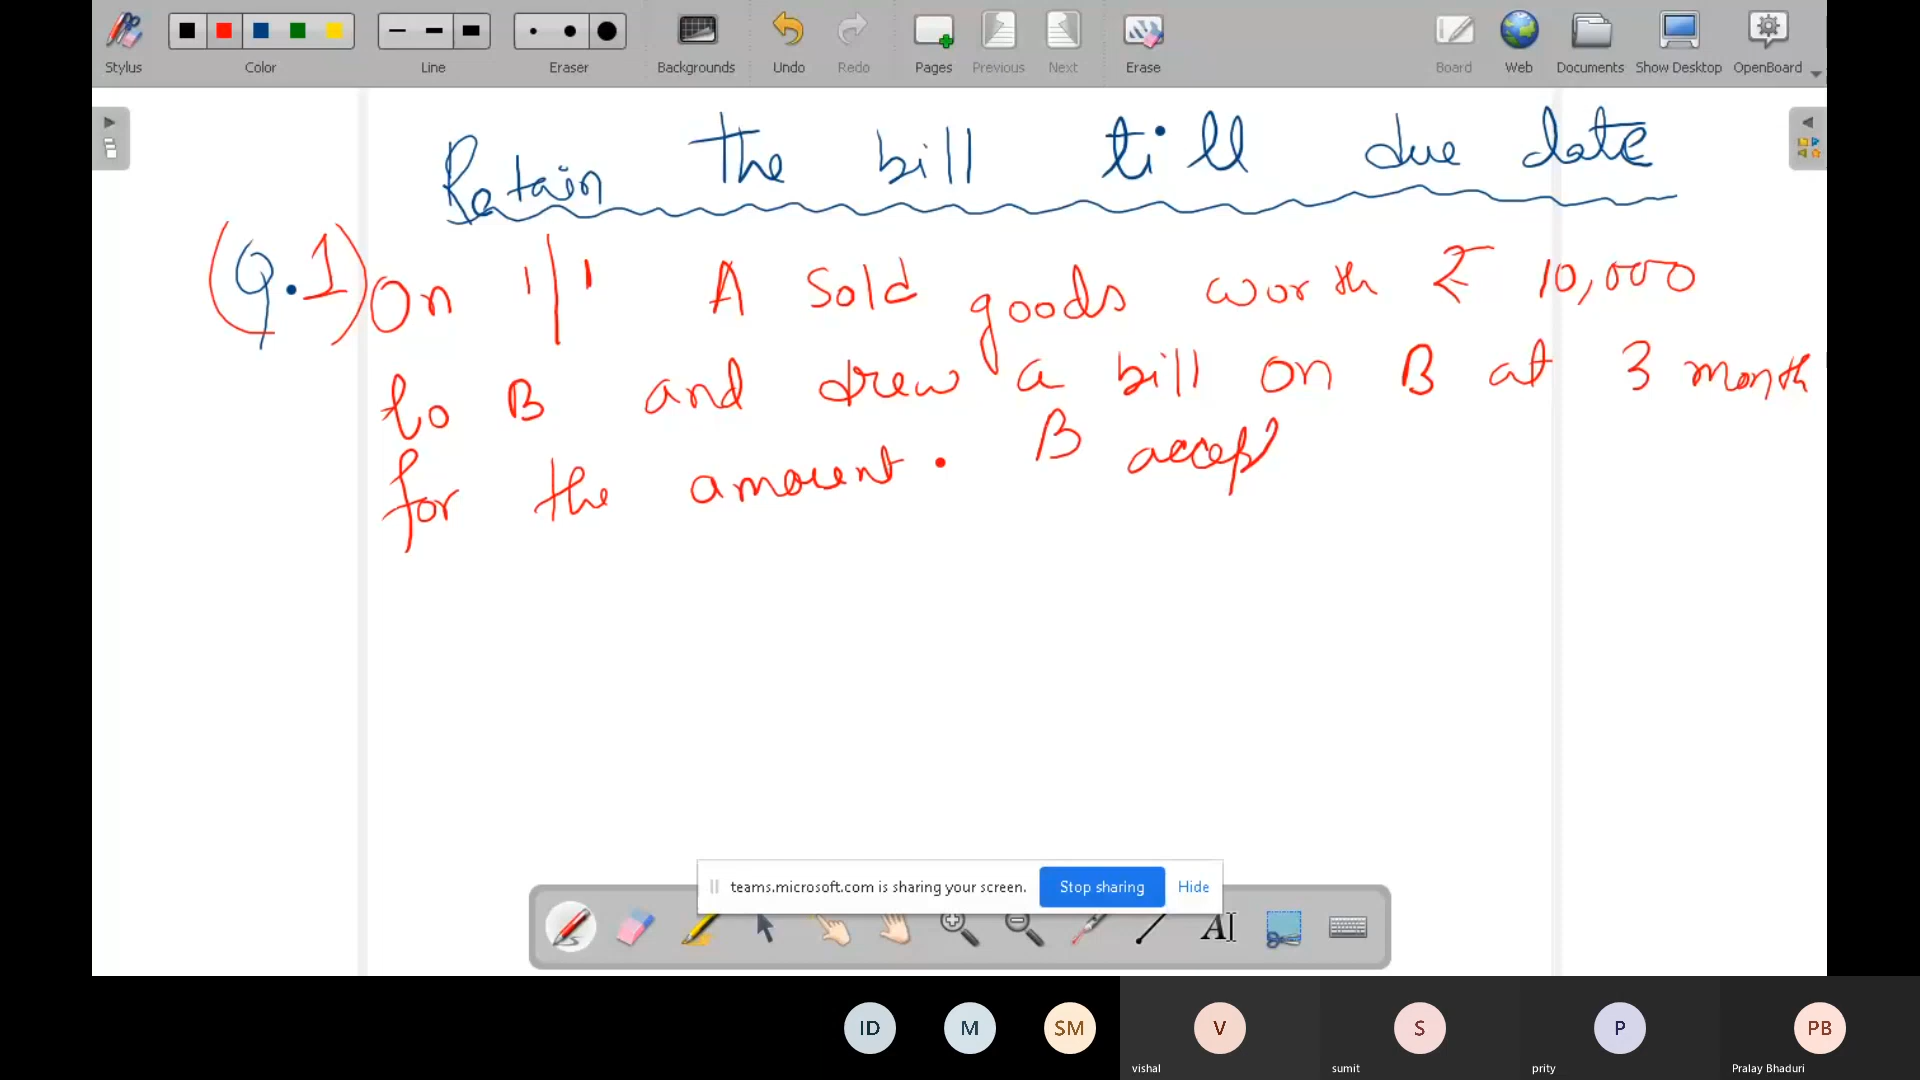 Stylus
Color
Line
Eraser
Backgrounds
Undo
Redo
Pages
Previous
Next
Erase
Board
Web
Documents
Show Desktop
OpenBoard
Retain the bill till due date
(Q.1) On 1/1 A sold goods worth ₹ 10,000
to B and drew a bill on B at 3 month
for the amount. B accept
teams.microsoft.com is sharing your screen.
Stop sharing
Hide
A
ID
M
SM
V
S
P
PB
vishal
sumit
prity
Pralay Bhaduri